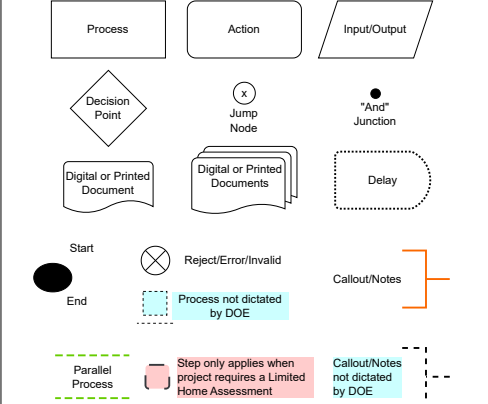 Process
Action
Input/Output
Decision
Point
x
Jump
Node
"And"
Junction
Digital or Printed
Document
Digital or Printed
Documents
Delay
Start
End
Reject/Error/Invalid
Callout/Notes
Process not dictated
by DOE
Parallel
Process
Step only applies when
project requires a Limited
Home Assessment
Callout/Notes
not dictated
by DOE